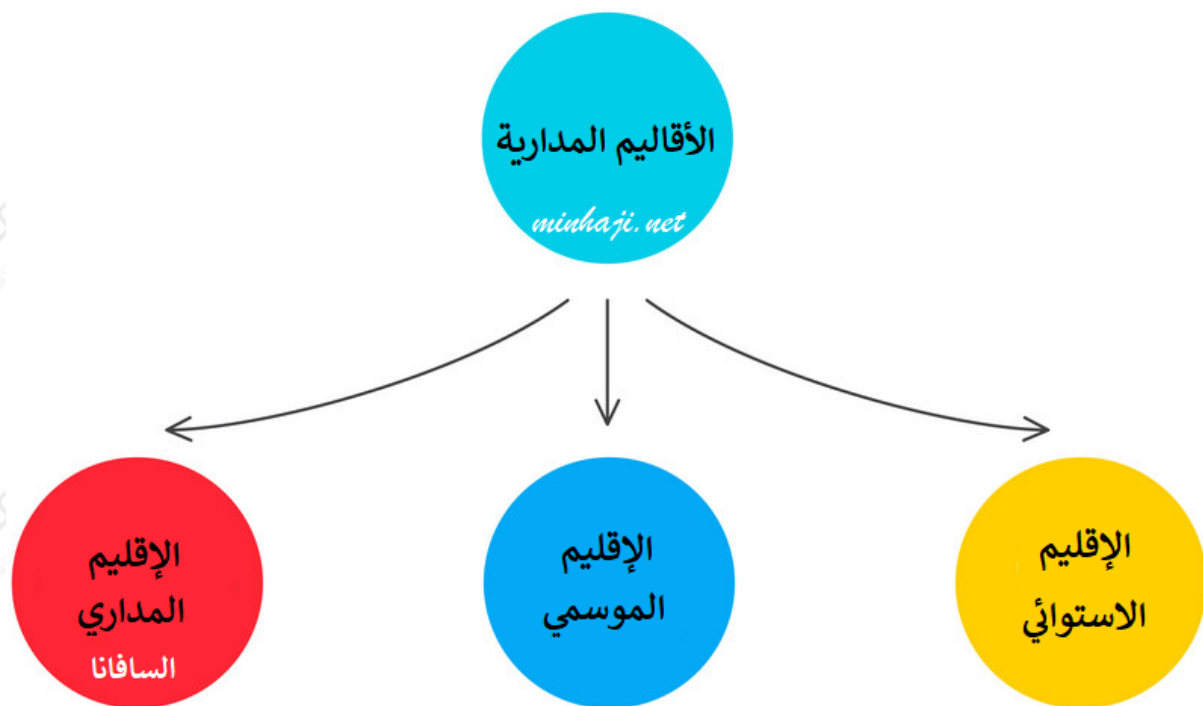 الأقاليم المدارية
minhaji.net
الإقليم
الاستوائي
الإقليم
الموسمي
الإقليم
المداري
السافانا